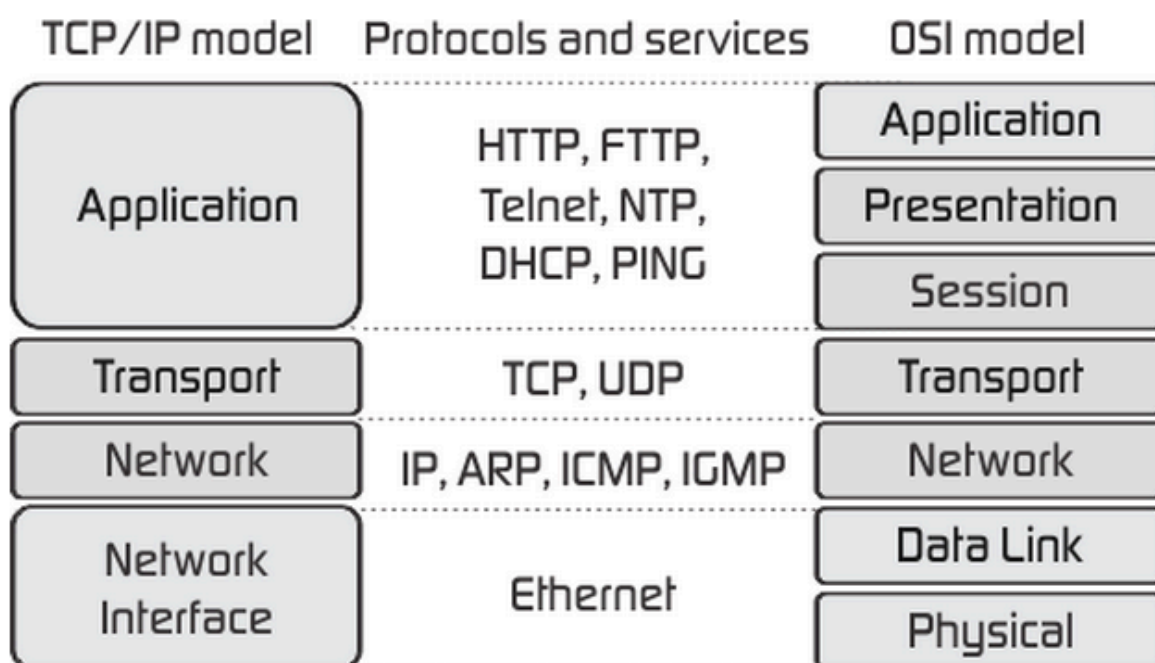 TCP/IP model
Protocols and services
OSI model
Application
HTTP, FTTP,
Telnet, NTP,
DHCP, PING
Application
Presentation
Session
Transport
TCP, UDP
Transport
Network
IP, ARP, ICMP, IGMP
Network
Network
Interface
Ethernet
Data Link
Physical